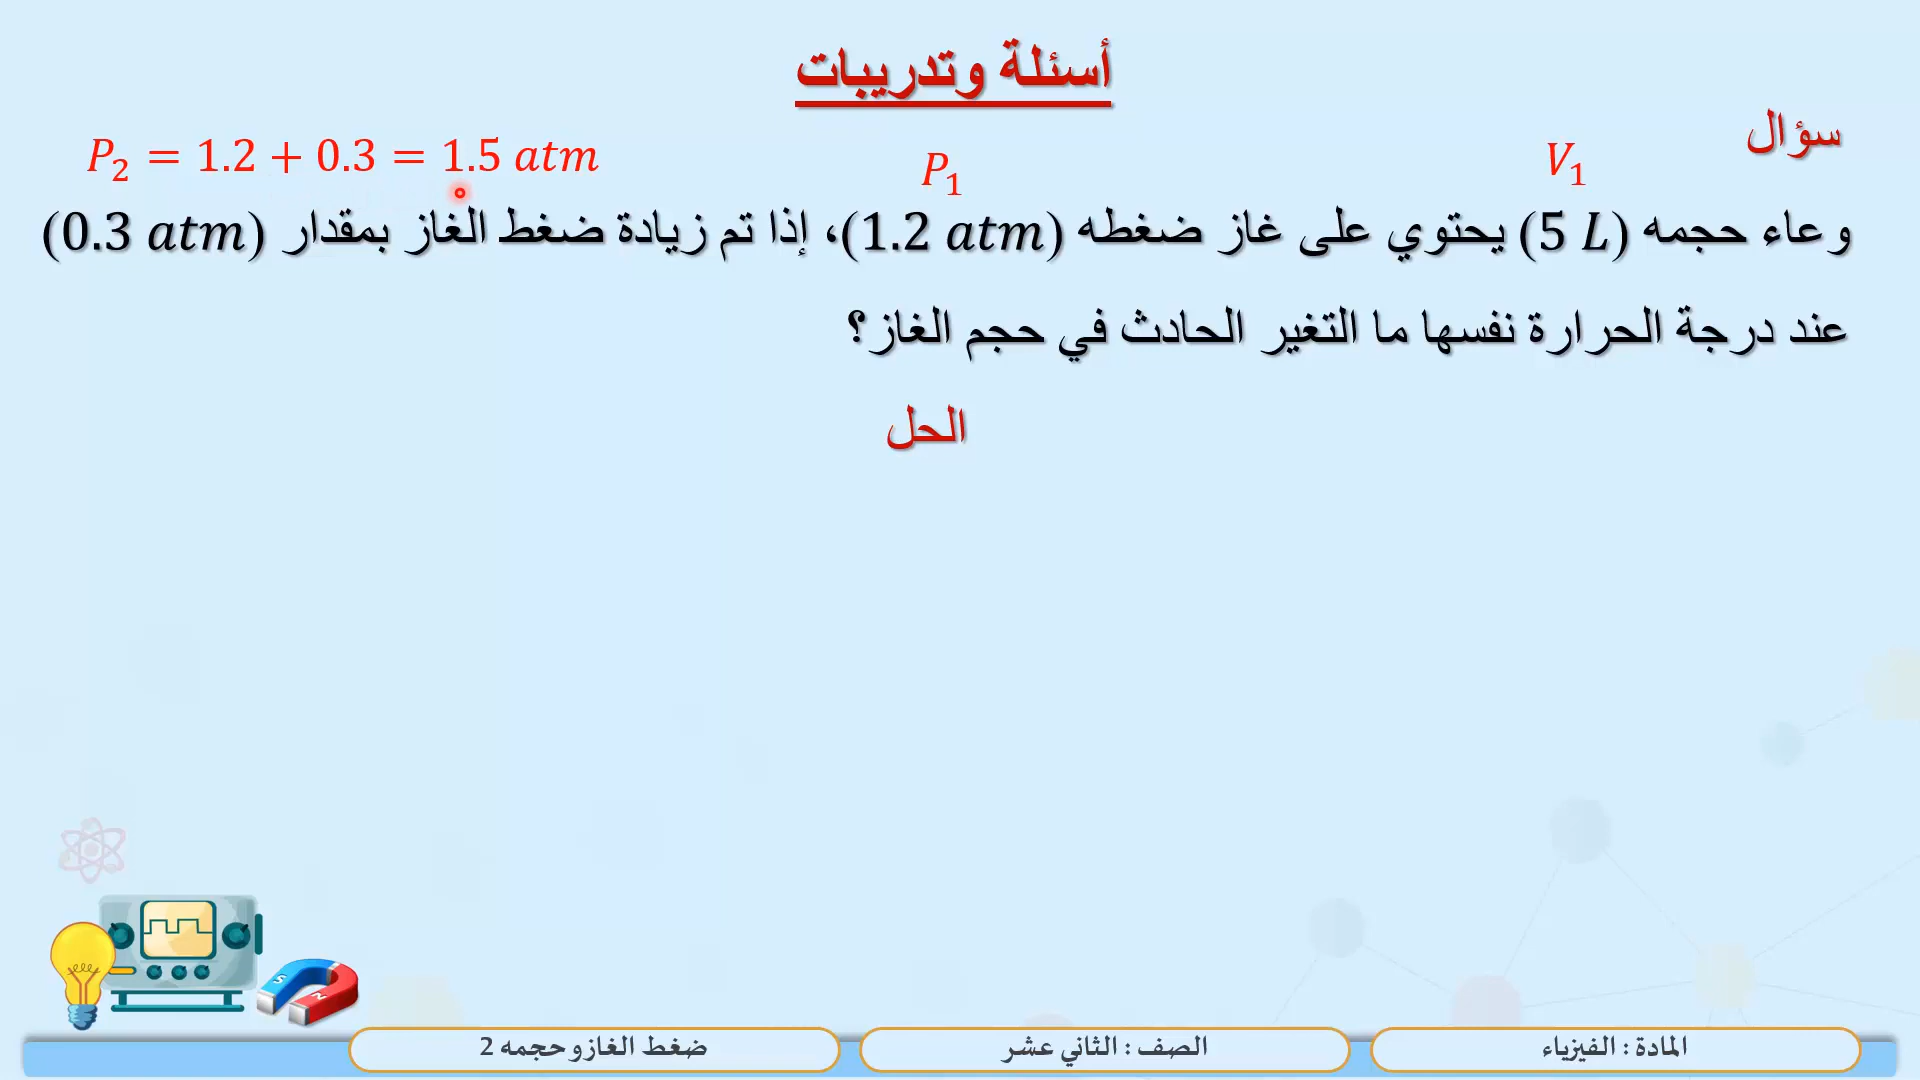 أسئلة وتدريبات
سؤال
V₁
P₁
P₂ = 1.2 + 0.3 = 1.5 atm
وعاء حجمه (5 L) يحتوي على غاز ضغطه (1.2 atm)، إذا تم زيادة ضغط الغاز بمقدار (0.3 atm)
عند درجة الحرارة نفسها ما التغير الحادث في حجم الغاز؟
الحل
S
N
المادة : الفيزياء
الصف : الثاني عشر
ضغط الغاز وحجمه 2